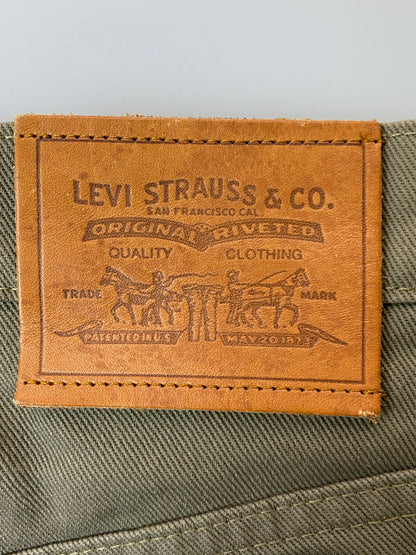 LEVI STRAUSS & CO.
SAN FRANCISCO CAL.
ORIGINAL RIVETED
QUALITY CLOTHING
TRADE MARK
PATENTED IN U.S. MAY 20 1873